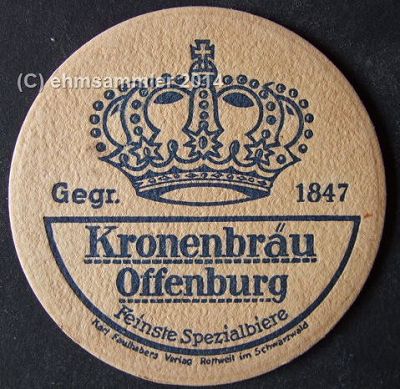 (C) ehmsammler 2014
Gegr. 1847
Kronenbräu
Offenburg
Feinste Spezialbiere
Karl Faulhabers Verlag Rottweil im Schwarzwald